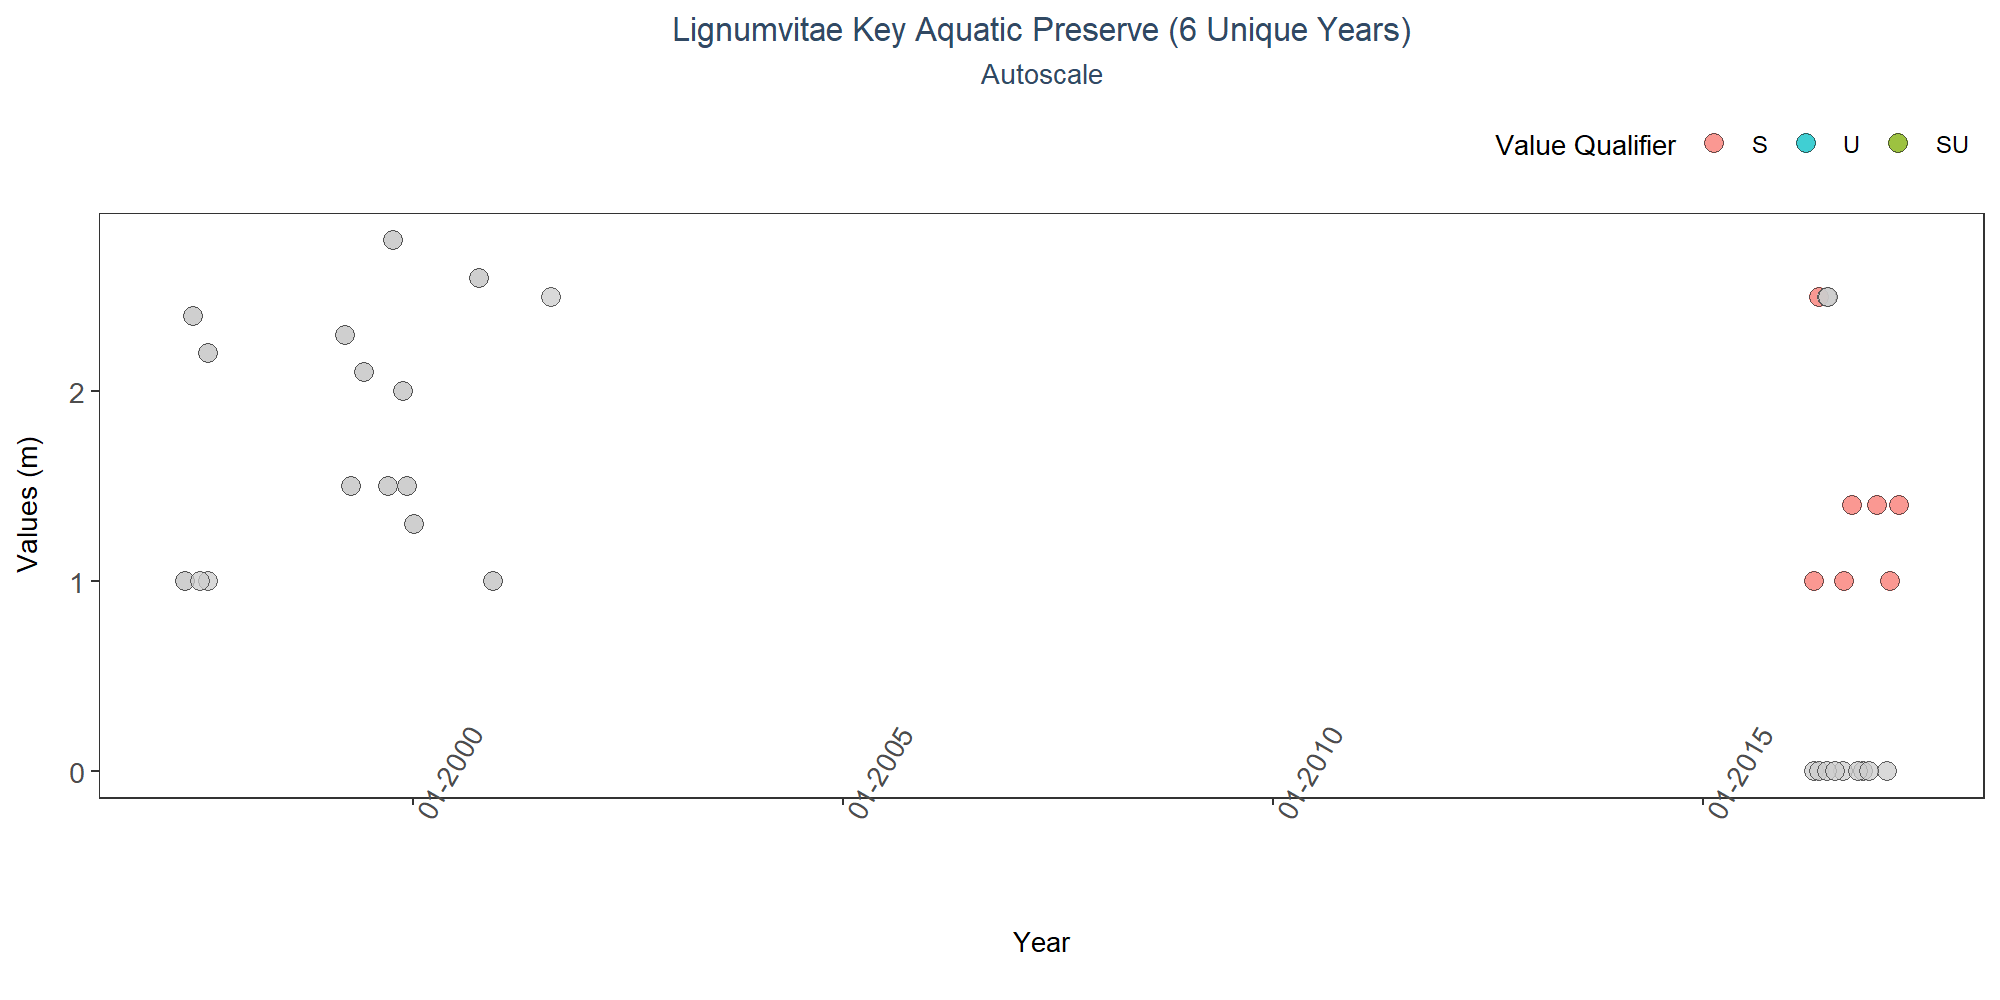 Lignumvitae Key Aquatic Preserve (6 Unique Years)
Autoscale
Value Qualifier S U SU
Values (m)
2
1
0
01-2000 01-2005 01-2010 01-2015
Year